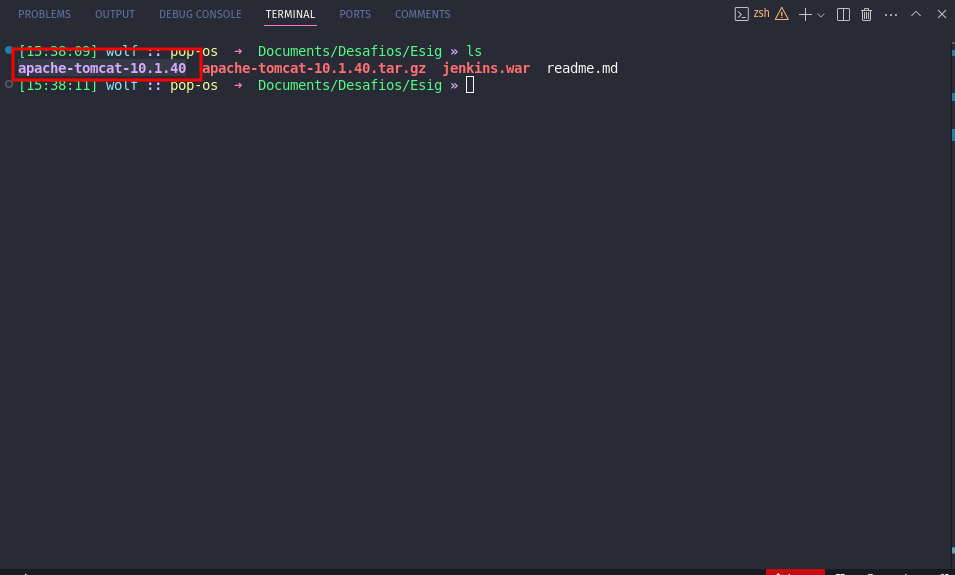 PROBLEMS OUTPUT DEBUG CONSOLE TERMINAL PORTS COMMENTS zsh
[15:38:09] wolf :: pop-os → Documents/Desafios/Esig » ls
apache-tomcat-10.1.40 apache-tomcat-10.1.40.tar.gz jenkins.war readme.md
[15:38:11] wolf :: pop-os → Documents/Desafios/Esig »